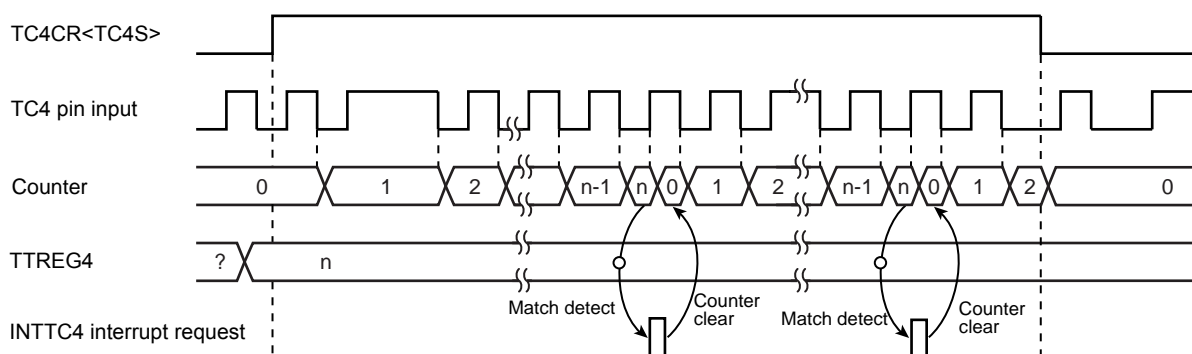 TC4CR<TC4S>
TC4 pin input
Counter
0 1 2 n-1 n 0 1 2 n-1 n 0 1 2 0
TTREG4
? n
Match detect Counter clear Match detect Counter clear
INTTC4 interrupt request